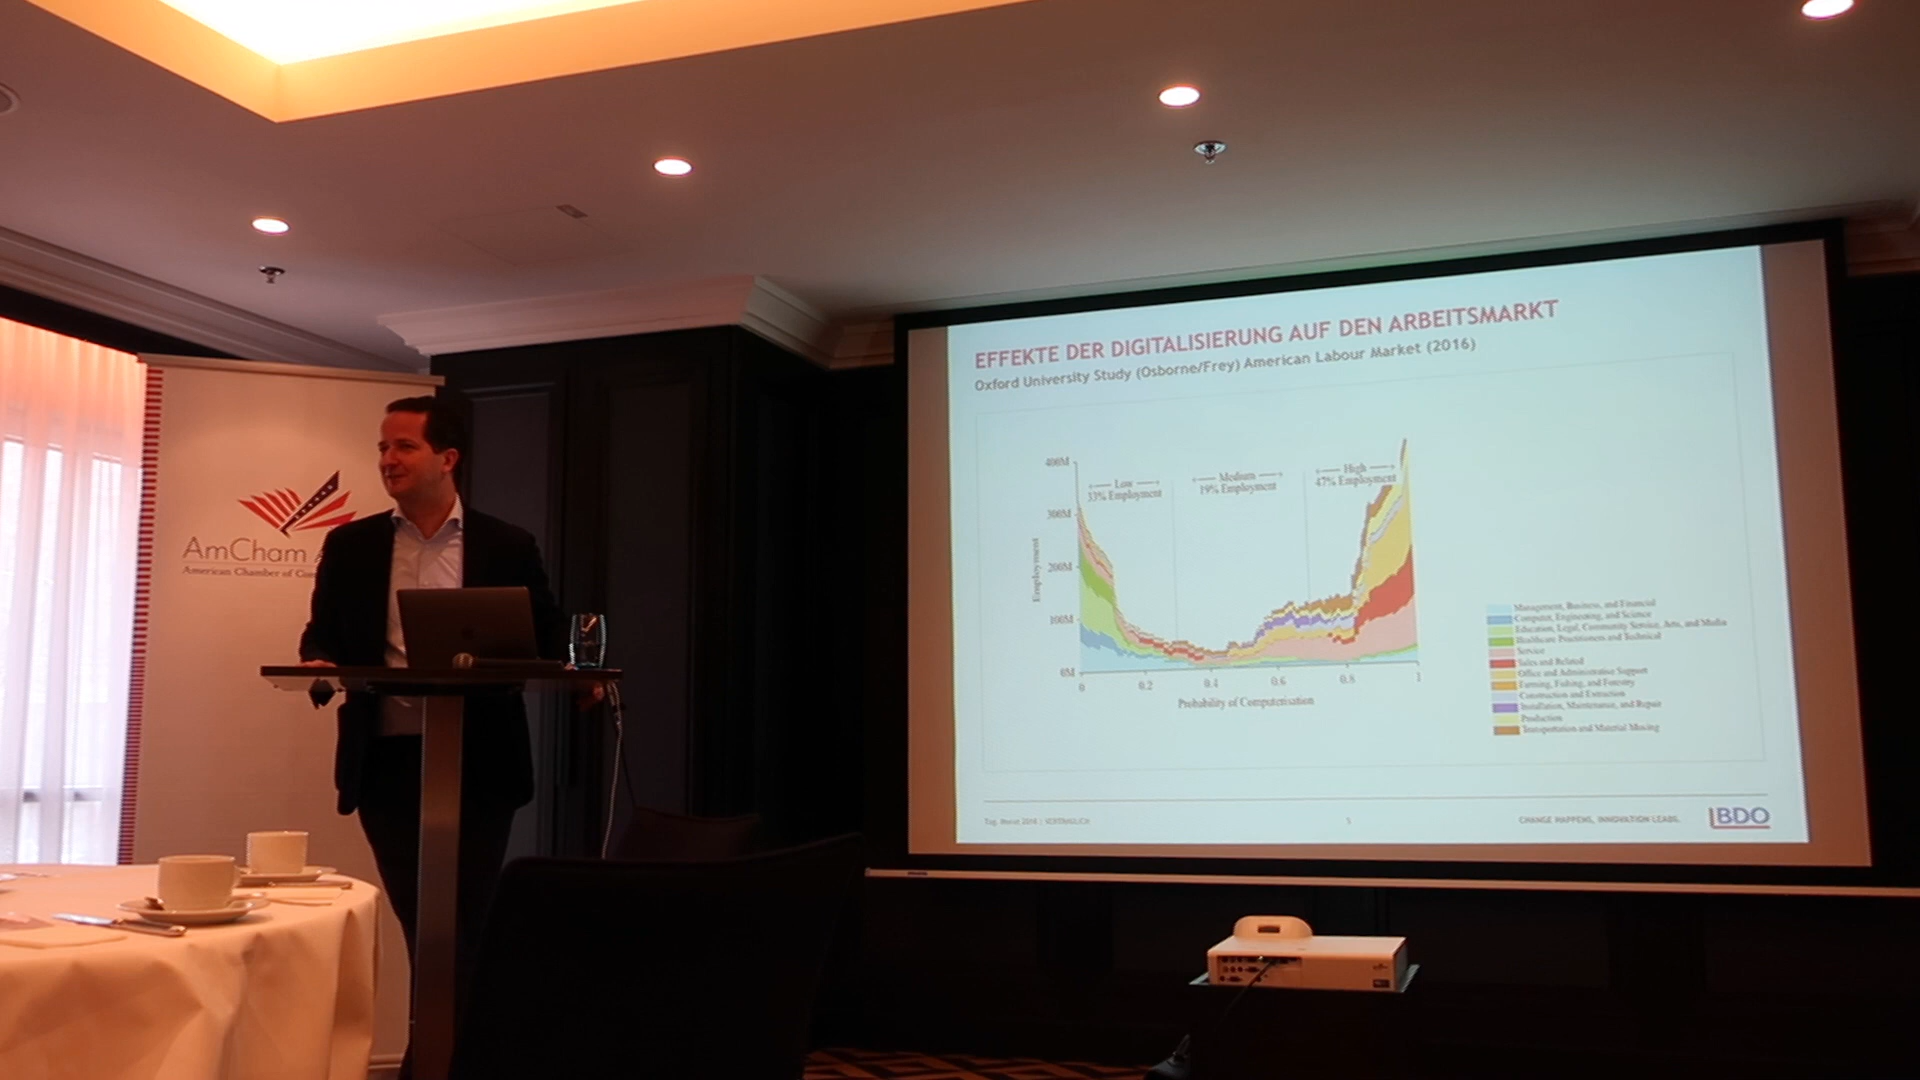 AmCham
American Chamber of
EFFEKTE DER DIGITALISIERUNG AUF DEN ARBEITSMARKT
Oxford University Study (Osborne/Frey) American Labour Market (2016)
400M
300M
200M
100M
0M
Employment
Low
33% Employment
Medium
19% Employment
High
47% Employment
0 0.2 0.4 0.6 0.8 1
Probability of Computerisation
Management, Business, and Financial
Computer, Engineering, and Science
Education, Legal, Community Service, Arts, and Media
Healthcare Practitioners and Technical
Service
Sales and Related
Office and Administrative Support
Farming, Fishing, and Forestry
Construction and Extraction
Installation, Maintenance, and Repair
Production
Transportation and Material Moving
5
CHANGE HAPPENS, INNOVATION LEADS.
BDO